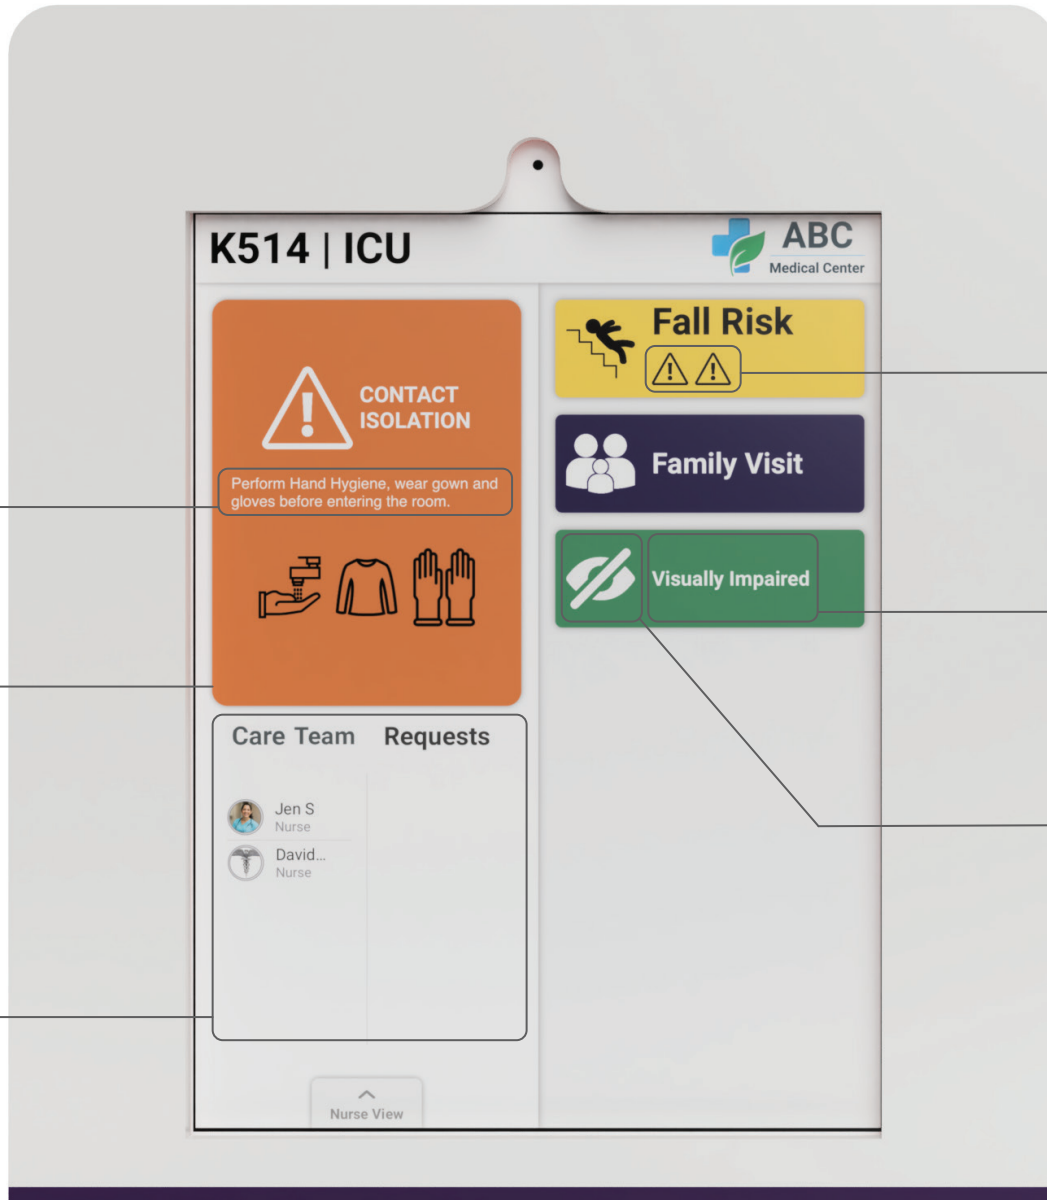 K514 | ICU
ABC
Medical Center
CONTACT
ISOLATION
Perform Hand Hygiene, wear gown and
gloves before entering the room.
Care Team
Requests
Jen S
Nurse
David...
Nurse
Nurse View
Fall Risk
Family Visit
Visually Impaired